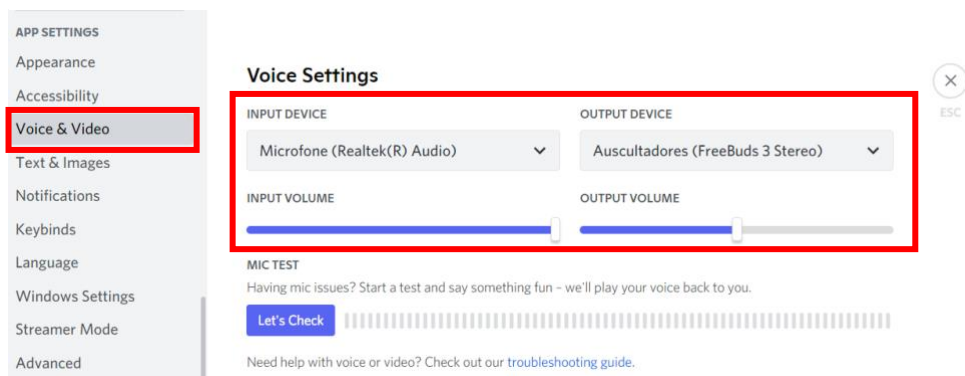 APP SETTINGS
Appearance
Accessibility
Voice & Video
Text & Images
Notifications
Keybinds
Language
Windows Settings
Streamer Mode
Advanced
Voice Settings
ESC
INPUT DEVICE
OUTPUT DEVICE
Microfone (Realtek(R) Audio)
Auscultadores (FreeBuds 3 Stereo)
INPUT VOLUME
OUTPUT VOLUME
MIC TEST
Having mic issues? Start a test and say something fun – we'll play your voice back to you.
Let's Check
Need help with voice or video? Check out our troubleshooting guide.